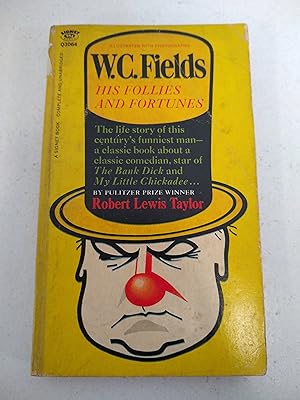 SIGNET
Q3064
ILLUSTRATED WITH PHOTOGRAPHS
A SIGNET BOOK COMPLETE AND UNABRIDGED
W.C. Fields
HIS FOLLIES
AND FORTUNES
The life story of this
century's funniest man—
a classic book about a
classic comedian, star of
The Bank Dick and
My Little Chickadee...
BY PULITZER PRIZE WINNER
Robert Lewis Taylor